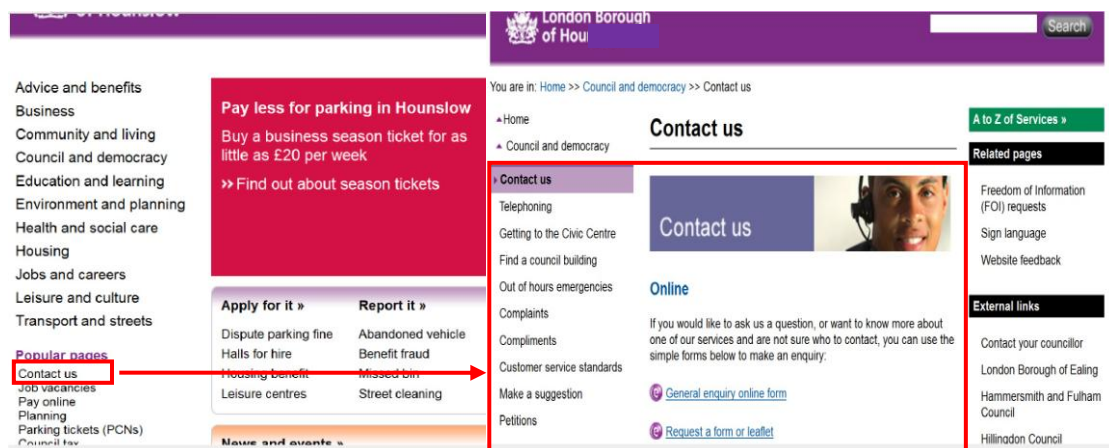 of Hounslow
Advice and benefits
Business
Community and living
Council and democracy
Education and learning
Environment and planning
Health and social care
Housing
Jobs and careers
Leisure and culture
Transport and streets
Popular pages
Contact us
Job vacancies
Pay online
Planning
Parking tickets (PCNs)
Council tax
Pay less for parking in Hounslow
Buy a business season ticket for as
little as £20 per week
›› Find out about season tickets
Apply for it »
Dispute parking fine
Halls for hire
Housing benefit
Leisure centres
Report it »
Abandoned vehicle
Benefit fraud
Missed bin
Street cleaning
News and events »
London Borough
of Hou
Search
You are in: Home >> Council and democracy >> Contact us
Home
Council and democracy
Contact us
Telephoning
Getting to the Civic Centre
Find a council building
Out of hours emergencies
Complaints
Compliments
Customer service standards
Make a suggestion
Petitions
Contact us
Contact us
Online
If you would like to ask us a question, or want to know more about
one of our services and are not sure who to contact, you can use the
simple forms below to make an enquiry:
General enquiry online form
Request a form or leaflet
A to Z of Services »
Related pages
Freedom of Information
(FOI) requests
Sign language
Website feedback
External links
Contact your councillor
London Borough of Ealing
Hammersmith and Fulham
Council
Hillingdon Council